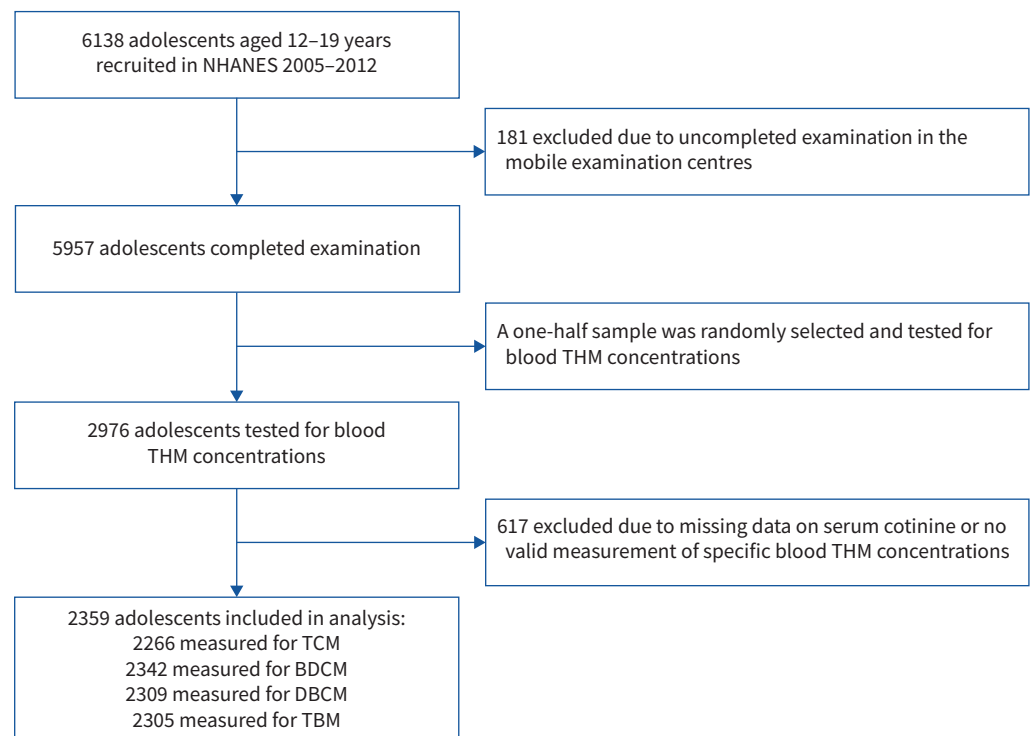 6138 adolescents aged 12–19 years
recruited in NHANES 2005–2012
181 excluded due to uncompleted examination in the
mobile examination centres
5957 adolescents completed examination
A one-half sample was randomly selected and tested for
blood THM concentrations
2976 adolescents tested for blood
THM concentrations
617 excluded due to missing data on serum cotinine or no
valid measurement of specific blood THM concentrations
2359 adolescents included in analysis:
2266 measured for TCM
2342 measured for BDCM
2309 measured for DBCM
2305 measured for TBM